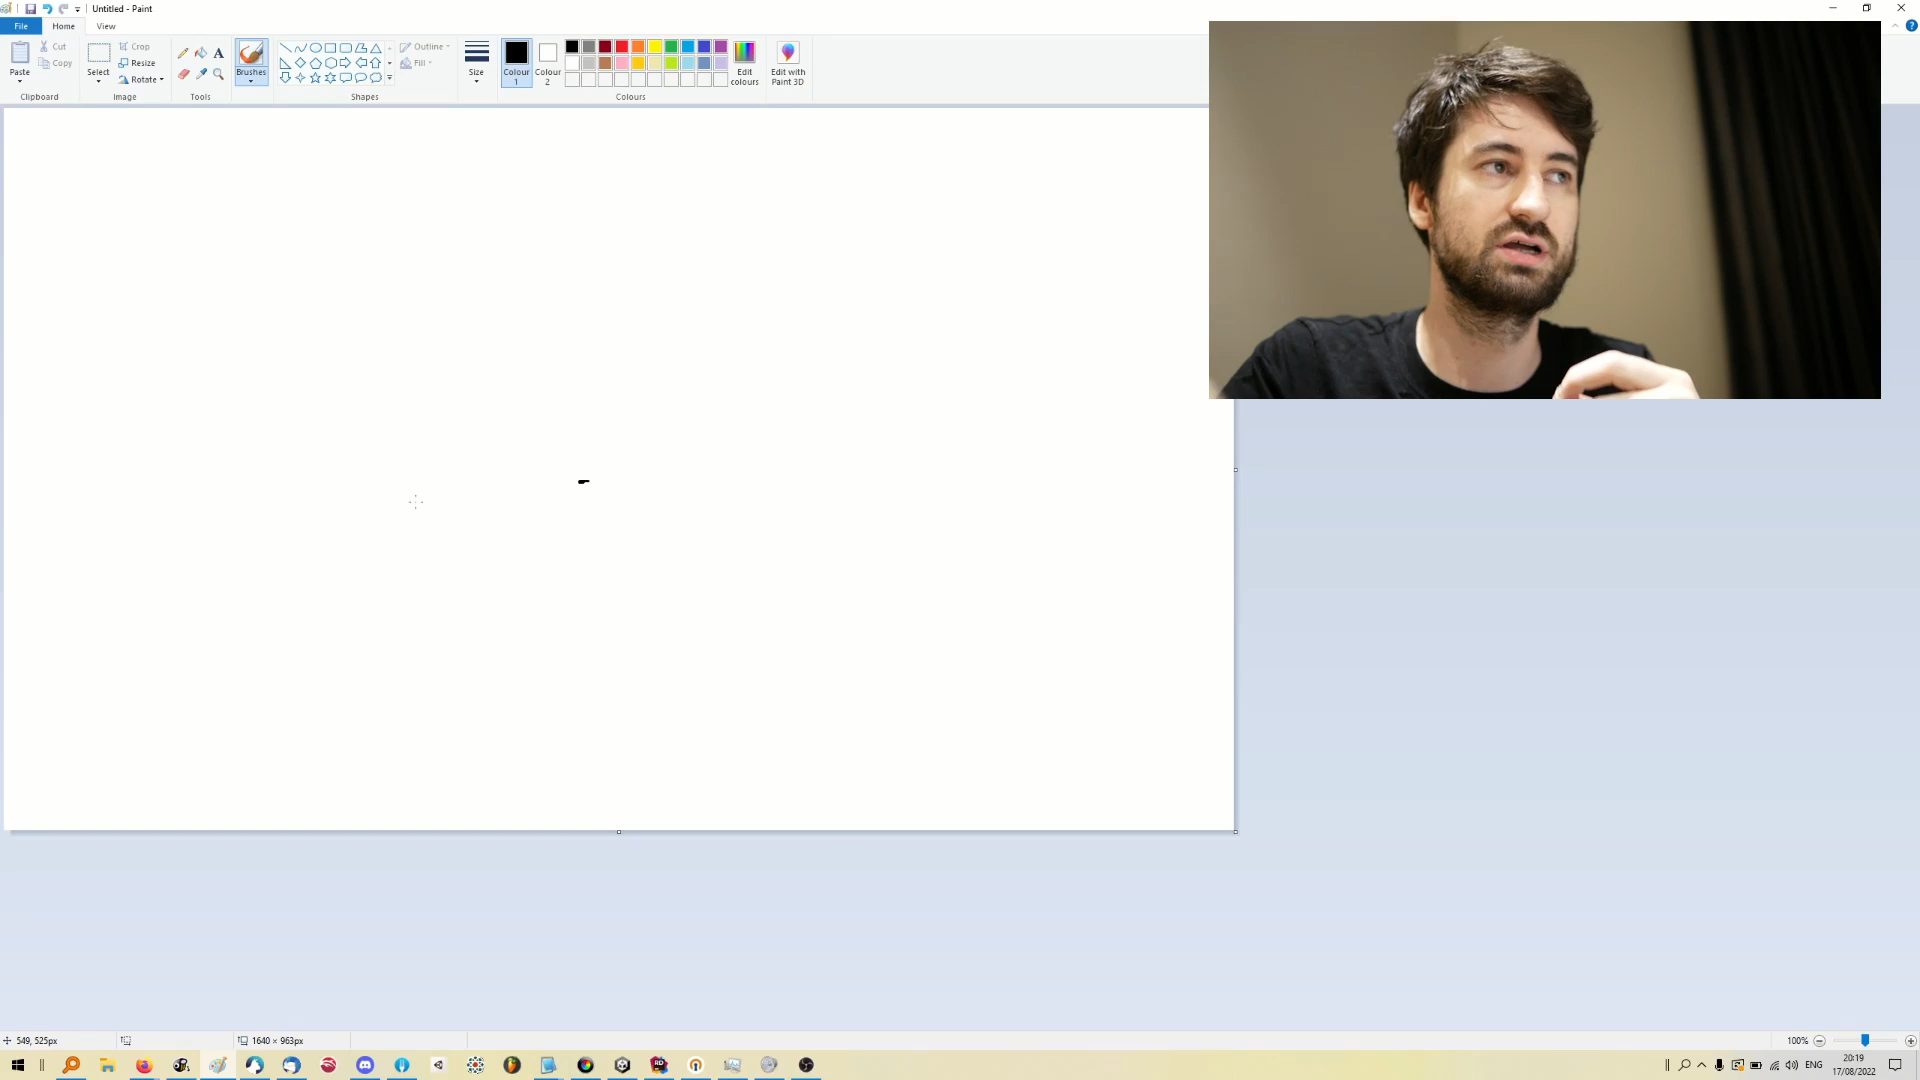 Untitled - Paint
File Home View
Paste
Cut
Copy
Clipboard
Select
Crop
Resize
Rotate
Image
A
Tools
Brushes
Outline
Fill
Shapes
Size
Colour 1
Colour 2
Edit colours
Colours
Edit with Paint 3D
549, 525px
1640 × 963px
100%
ENG
20:19
17/08/2022